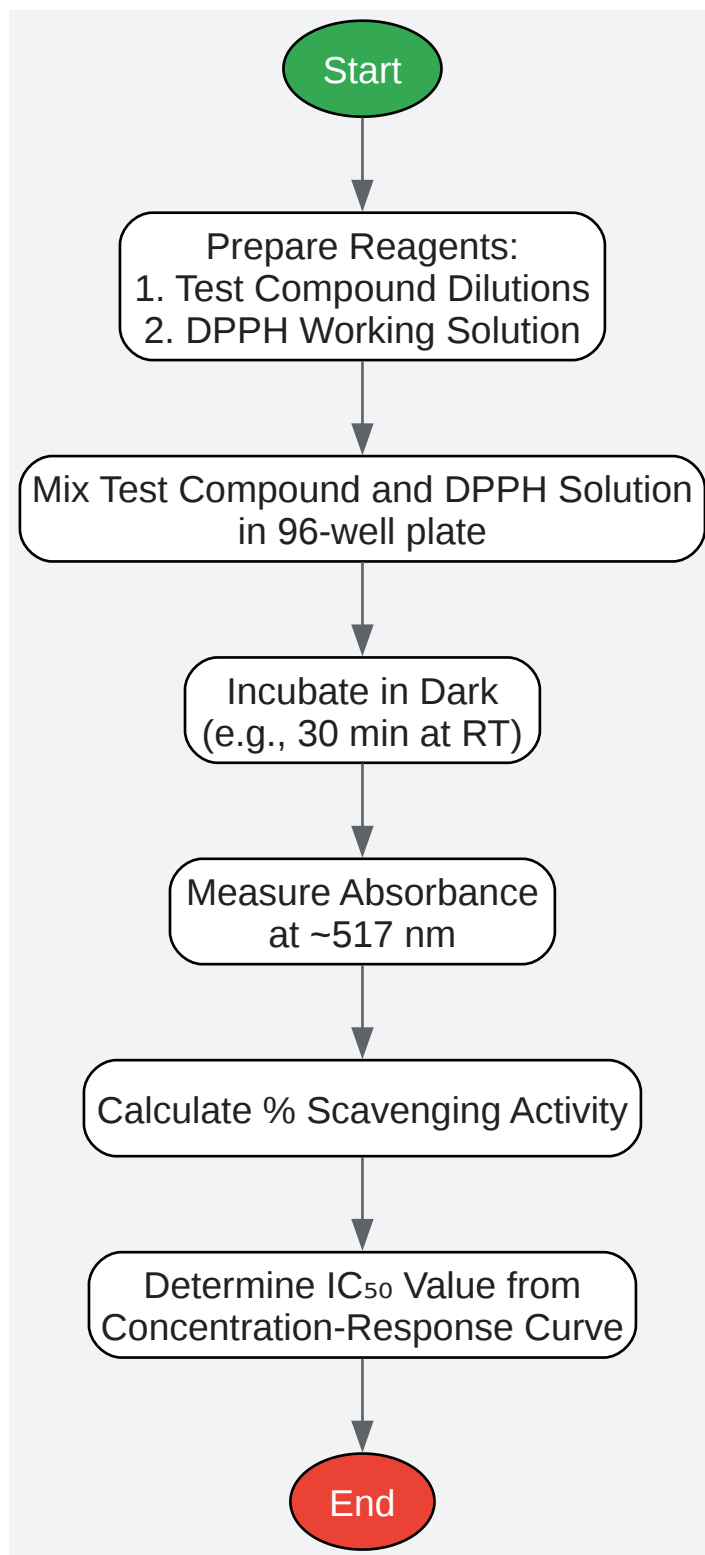 Start
Prepare Reagents:
1. Test Compound Dilutions
2. DPPH Working Solution
Mix Test Compound and DPPH Solution
in 96-well plate
Incubate in Dark
(e.g., 30 min at RT)
Measure Absorbance
at ~517 nm
Calculate % Scavenging Activity
Determine IC₅₀ Value from
Concentration-Response Curve
End